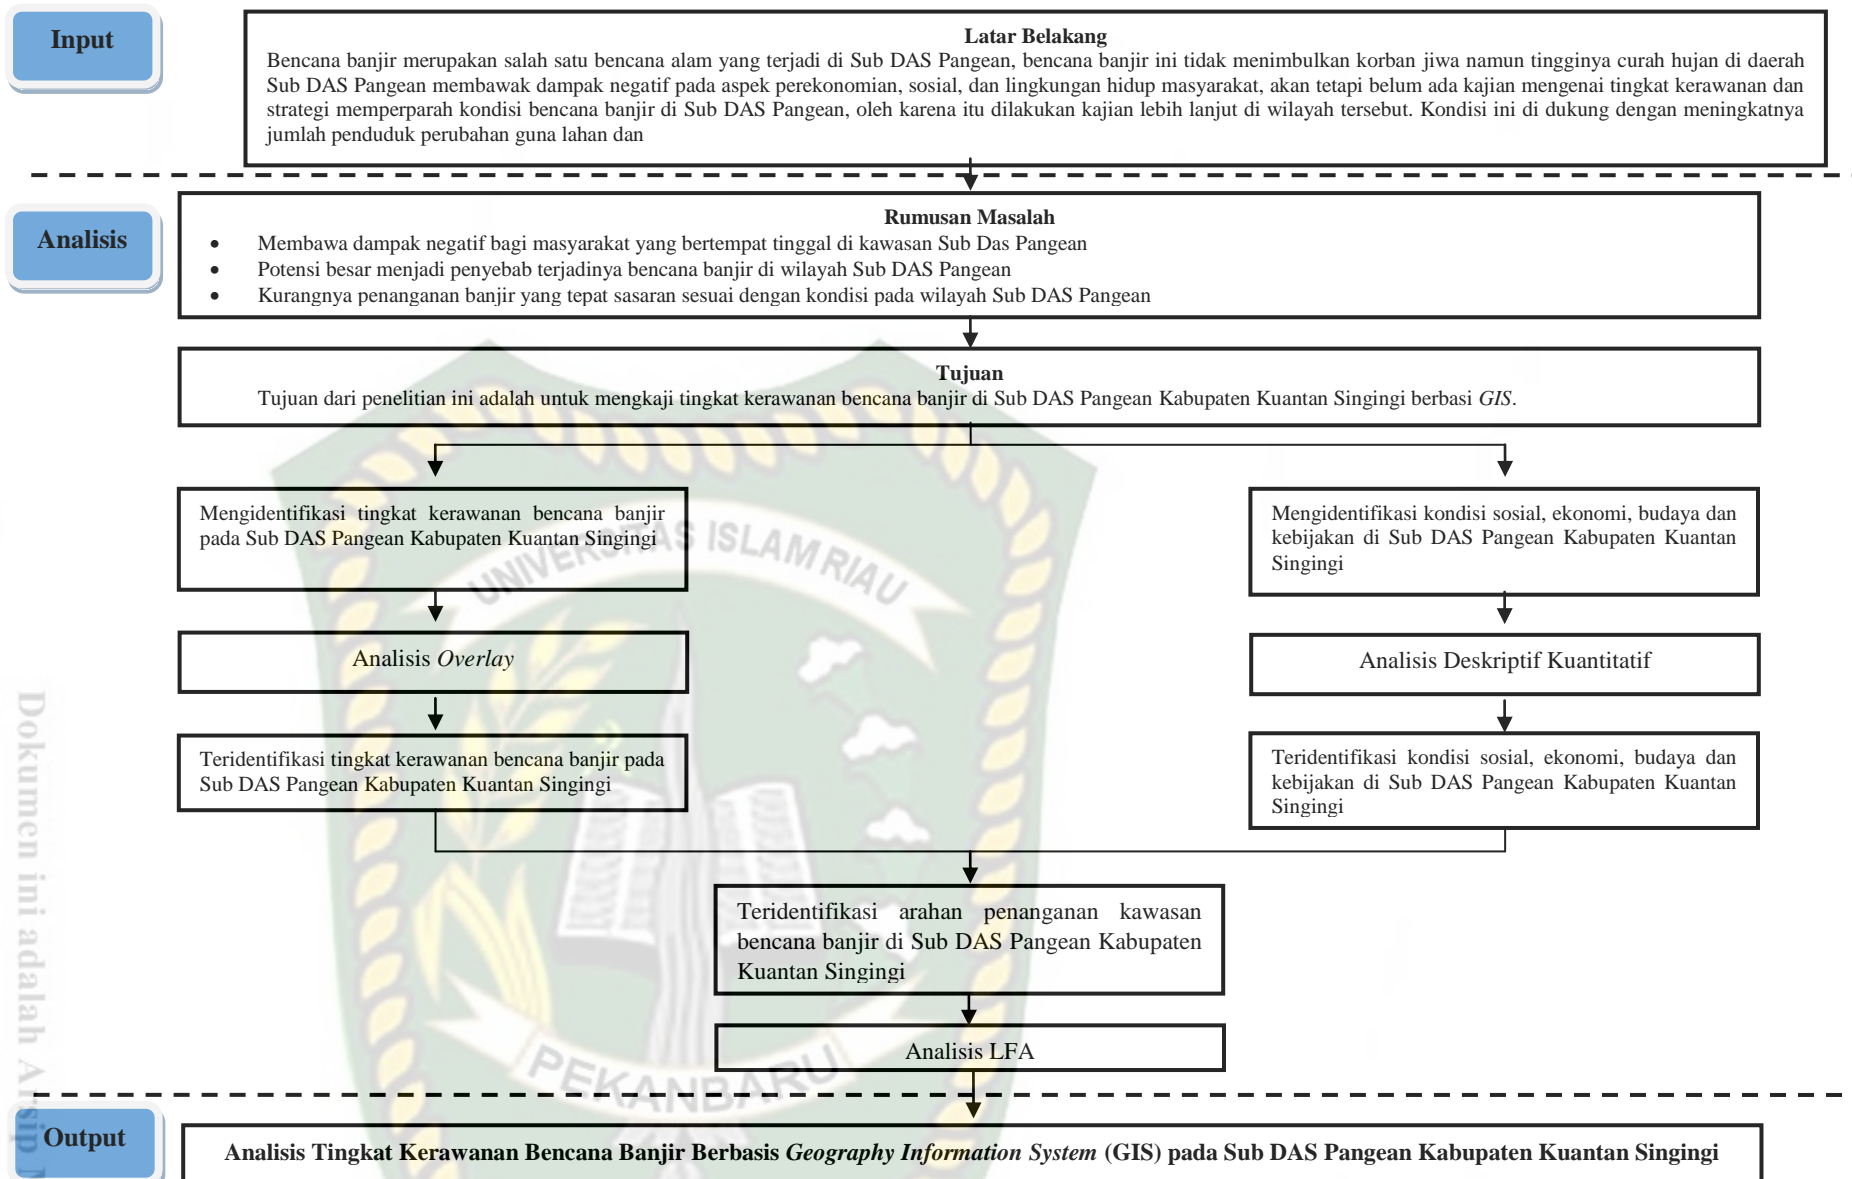 Input
Latar Belakang
Bencana banjir merupakan salah satu bencana alam yang terjadi di Sub DAS Pangean, bencana banjir ini tidak menimbulkan korban jiwa namun tingginya curah hujan di daerah
Sub DAS Pangean membawak dampak negatif pada aspek perekonomian, sosial, dan lingkungan hidup masyarakat, akan tetapi belum ada kajian mengenai tingkat kerawanan dan
strategi memperparah kondisi bencana banjir di Sub DAS Pangean, oleh karena itu dilakukan kajian lebih lanjut di wilayah tersebut. Kondisi ini di dukung dengan meningkatnya
jumlah penduduk perubahan guna lahan dan
Analisis
Rumusan Masalah
• Membawa dampak negatif bagi masyarakat yang bertempat tinggal di kawasan Sub Das Pangean
• Potensi besar menjadi penyebab terjadinya bencana banjir di wilayah Sub DAS Pangean
• Kurangnya penanganan banjir yang tepat sasaran sesuai dengan kondisi pada wilayah Sub DAS Pangean
Tujuan
Tujuan dari penelitian ini adalah untuk mengkaji tingkat kerawanan bencana banjir di Sub DAS Pangean Kabupaten Kuantan Singingi berbasi GIS.
Mengidentifikasi tingkat kerawanan bencana banjir
pada Sub DAS Pangean Kabupaten Kuantan Singingi
Mengidentifikasi kondisi sosial, ekonomi, budaya dan
kebijakan di Sub DAS Pangean Kabupaten Kuantan
Singingi
Analisis Overlay
Analisis Deskriptif Kuantitatif
Teridentifikasi tingkat kerawanan bencana banjir pada
Sub DAS Pangean Kabupaten Kuantan Singingi
Teridentifikasi kondisi sosial, ekonomi, budaya dan
kebijakan di Sub DAS Pangean Kabupaten Kuantan
Singingi
Teridentifikasi arahan penanganan kawasan
bencana banjir di Sub DAS Pangean Kabupaten
Kuantan Singingi
Analisis LFA
Output
Analisis Tingkat Kerawanan Bencana Banjir Berbasis Geography Information System (GIS) pada Sub DAS Pangean Kabupaten Kuantan Singingi
UNIVERSITAS ISLAM RIAU
PEKANBARU
Dokumen ini adalah Arsip